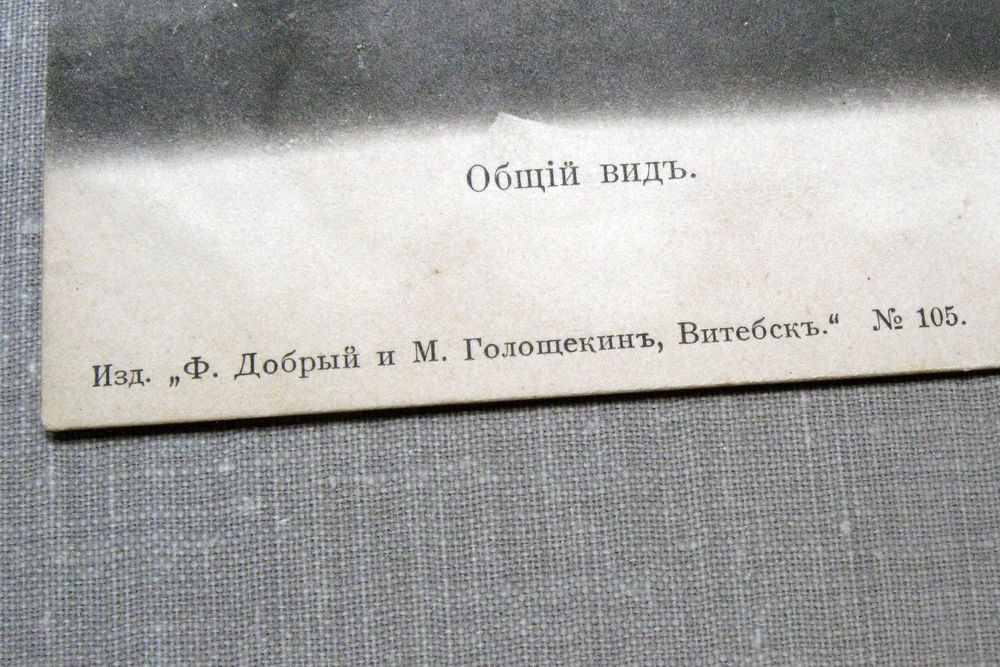 Общій видъ.
Изд. „Ф. Добрый и М. Голощекинъ, Витебскъ.“ № 105.